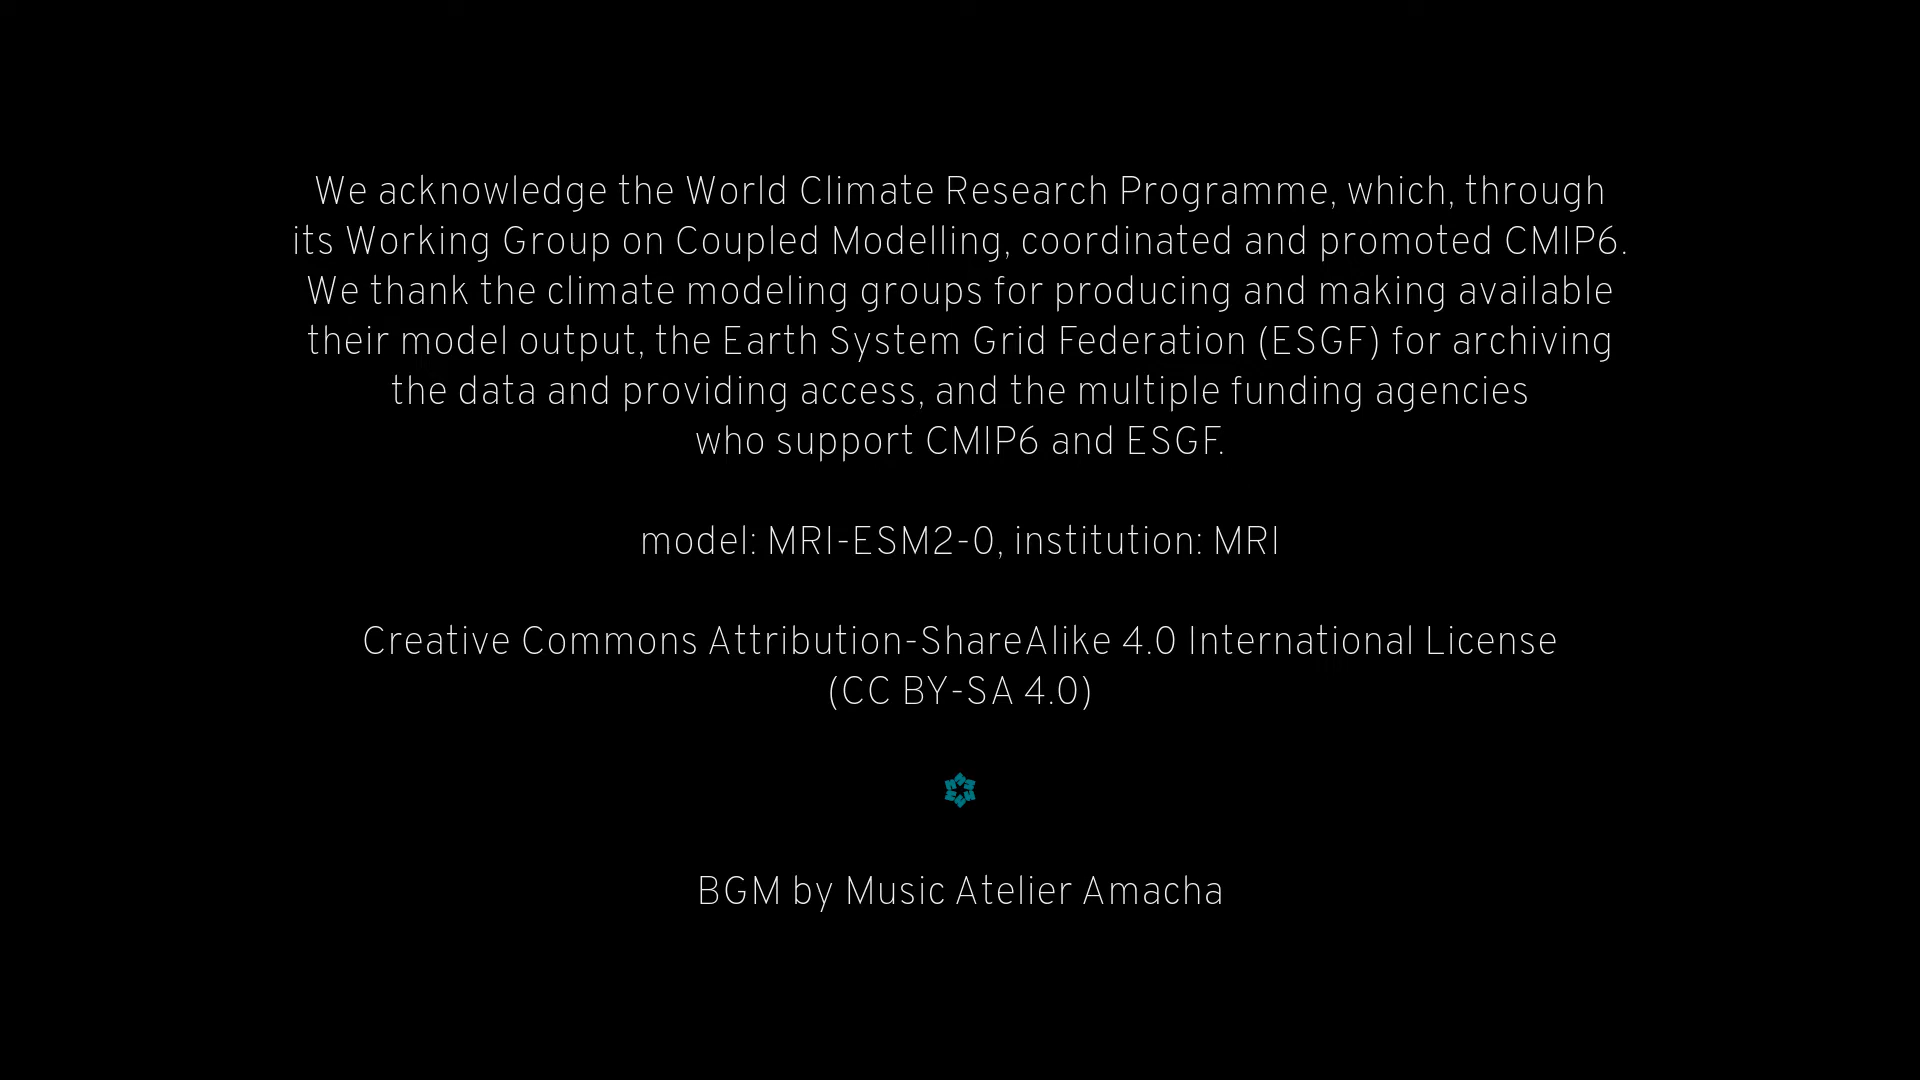 We acknowledge the World Climate Research Programme, which, through
its Working Group on Coupled Modelling, coordinated and promoted CMIP6.
We thank the climate modeling groups for producing and making available
their model output, the Earth System Grid Federation (ESGF) for archiving
the data and providing access, and the multiple funding agencies
who support CMIP6 and ESGF.
model: MRI-ESM2-0, institution: MRI
Creative Commons Attribution-ShareAlike 4.0 International License
(CC BY-SA 4.0)
BGM by Music Atelier Amacha